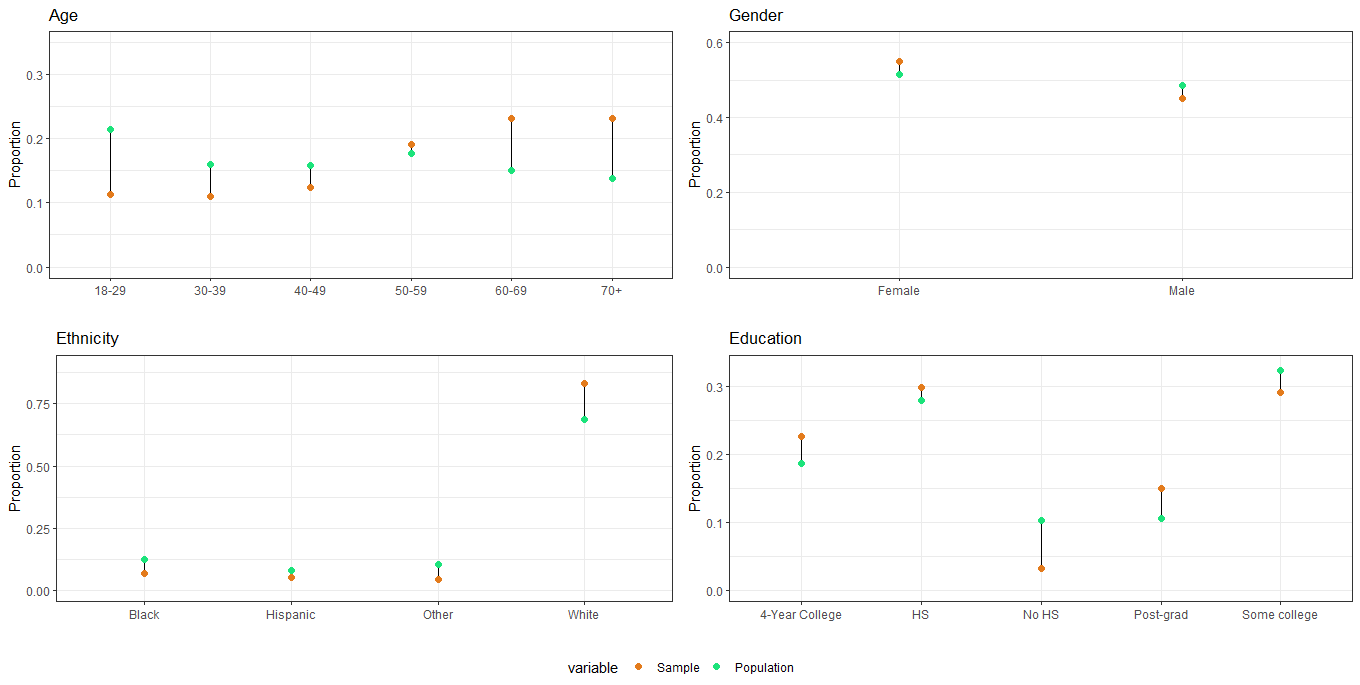 Age
Proportion
0.3
0.2
0.1
0.0
18-29 30-39 40-49 50-59 60-69 70+
Gender
Proportion
0.6
0.4
0.2
0.0
Female Male
Ethnicity
Proportion
0.75
0.50
0.25
0.00
Black Hispanic Other White
Education
Proportion
0.3
0.2
0.1
0.0
4-Year College HS No HS Post-grad Some college
variable Sample Population